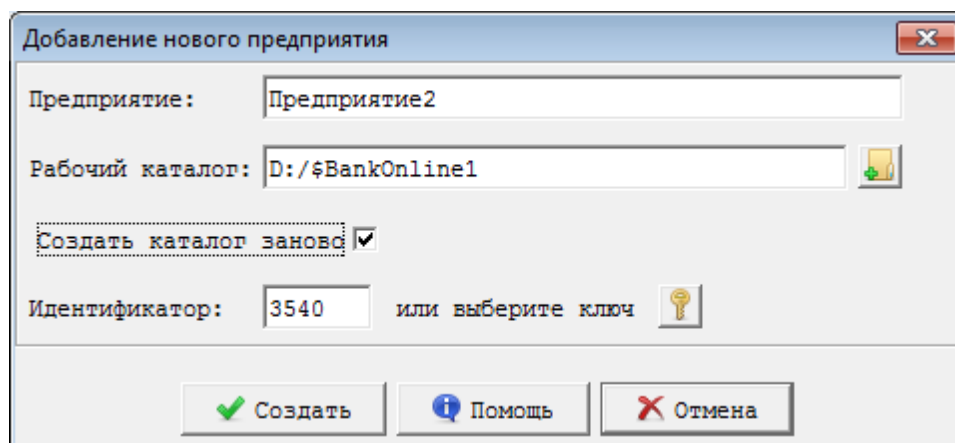 Добавление нового предприятия
Предприятие: Предприятие2
Рабочий каталог: D:/$BankOnline1
Создать каталог заново
Идентификатор: 3540 или выберите ключ
Создать Помощь Отмена